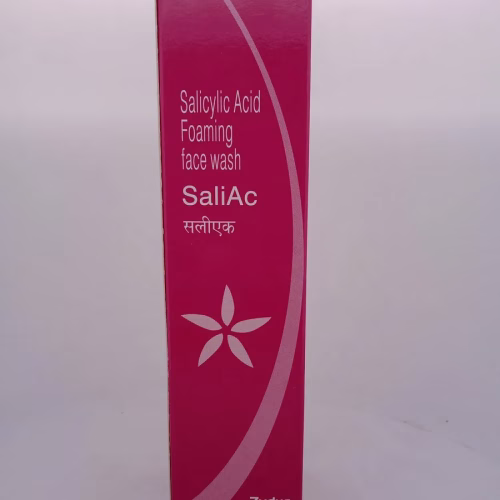 Salicylic Acid
Foaming
face wash
SaliAc
सलीएक